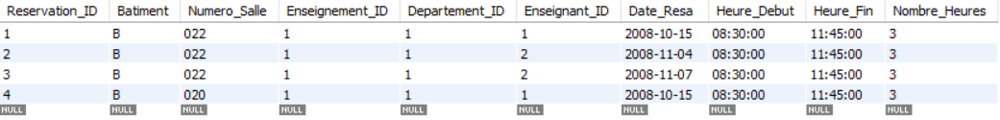 Reservation_ID Batiment Numero_Salle Enseignement_ID Departement_ID Enseignant_ID Date_Resa Heure_Debut Heure_Fin Nombre_Heures
1 B 022 1 1 1 2008-10-15 08:30:00 11:45:00 3
2 B 022 1 1 2 2008-11-04 08:30:00 11:45:00 3
3 B 022 1 1 2 2008-11-07 08:30:00 11:45:00 3
4 B 020 1 1 1 2008-10-15 08:30:00 11:45:00 3
NULL NULL NULL NULL NULL NULL NULL NULL NULL NULL